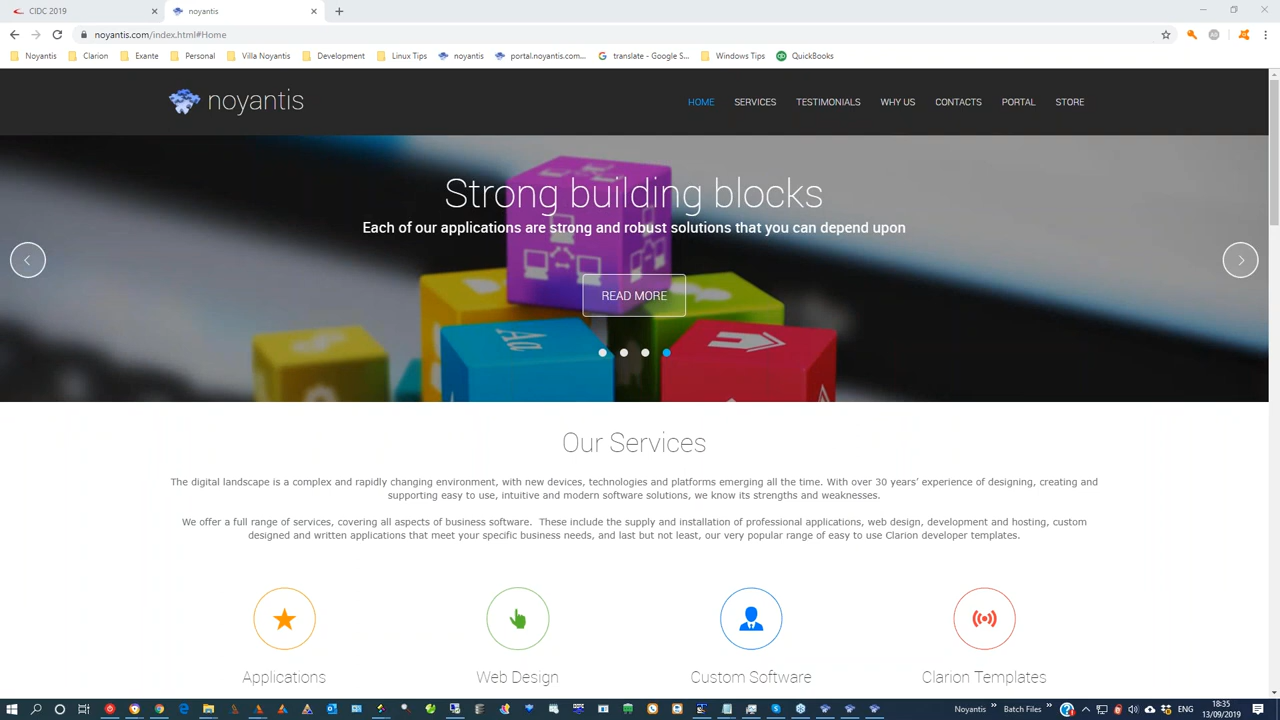 CIDC 2019
noyantis
noyantis.com/index.html#Home
Noyantis Clarion Exante Personal Villa Noyantis Development Linux Tips noyantis portal.noyantis.com... translate - Google S... Windows Tips QuickBooks
noyantis
HOME SERVICES TESTIMONIALS WHY US CONTACTS PORTAL STORE
Strong building blocks
Each of our applications are strong and robust solutions that you can depend upon
READ MORE
Our Services
The digital landscape is a complex and rapidly changing environment, with new devices, technologies and platforms emerging all the time. With over 30 years' experience of designing, creating and
supporting easy to use, intuitive and modern software solutions, we know its strengths and weaknesses.
We offer a full range of services, covering all aspects of business software. These include the supply and installation of professional applications, web design, development and hosting, custom
designed and written applications that meet your specific business needs, and last but not least, our very popular range of easy to use Clarion developer templates.
Applications Web Design Custom Software Clarion Templates
Noyantis » Batch Files » ENG 18:35
13/09/2019